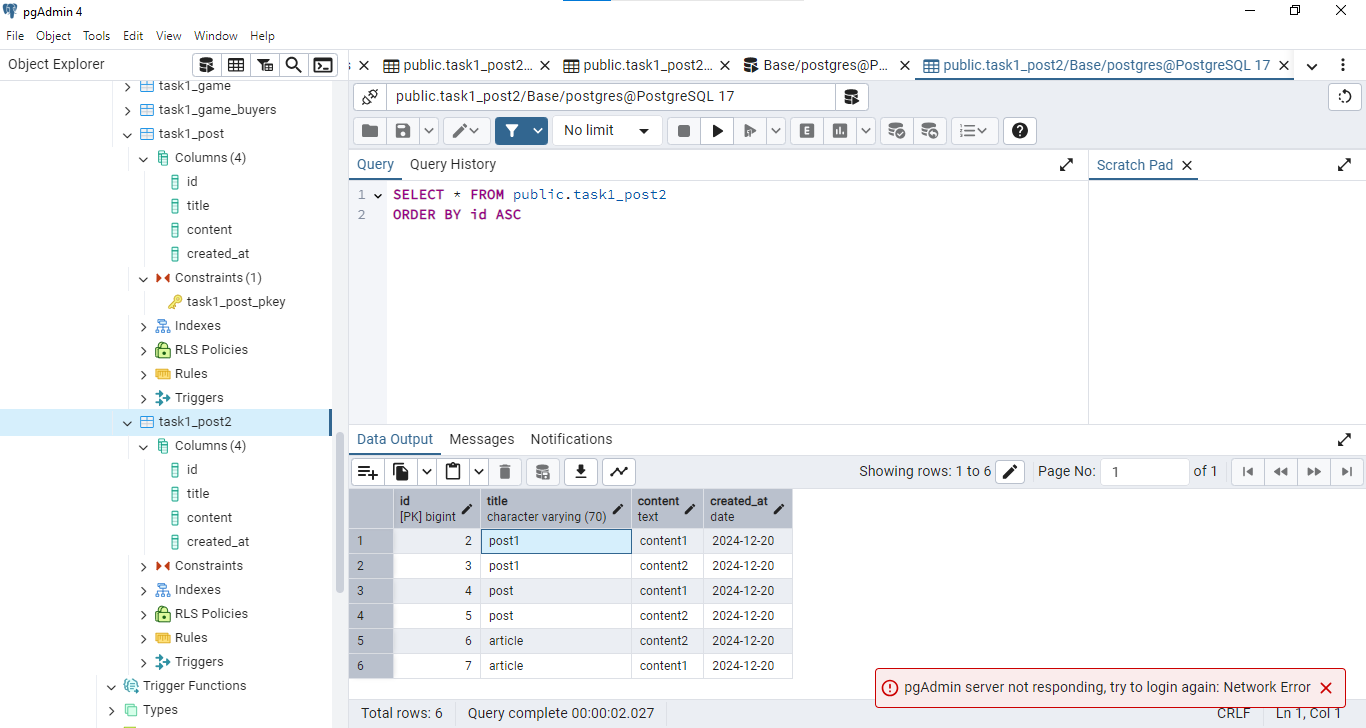 pgAdmin 4
File Object Tools Edit View Window Help
Object Explorer
task1_game
task1_game_buyers
task1_post
Columns (4)
id
title
content
created_at
Constraints (1)
task1_post_pkey
Indexes
RLS Policies
Rules
Triggers
task1_post2
Columns (4)
id
title
content
created_at
Constraints
Indexes
RLS Policies
Rules
Triggers
Trigger Functions
Types
public.task1_post2... public.task1_post2... Base/postgres@P... public.task1_post2/Base/postgres@PostgreSQL 17
public.task1_post2/Base/postgres@PostgreSQL 17
No limit E
Query Query History Scratch Pad
1 SELECT * FROM public.task1_post2
2 ORDER BY id ASC
Data Output Messages Notifications
Showing rows: 1 to 6 Page No: 1 of 1
id title content created_at
[PK] bigint character varying (70) text date
1 2 post1 content1 2024-12-20
2 3 post1 content2 2024-12-20
3 4 post content1 2024-12-20
4 5 post content2 2024-12-20
5 6 article content2 2024-12-20
6 7 article content1 2024-12-20
pgAdmin server not responding, try to login again: Network Error
Total rows: 6 Query complete 00:00:02.027 CRLF Ln 1, Col 1